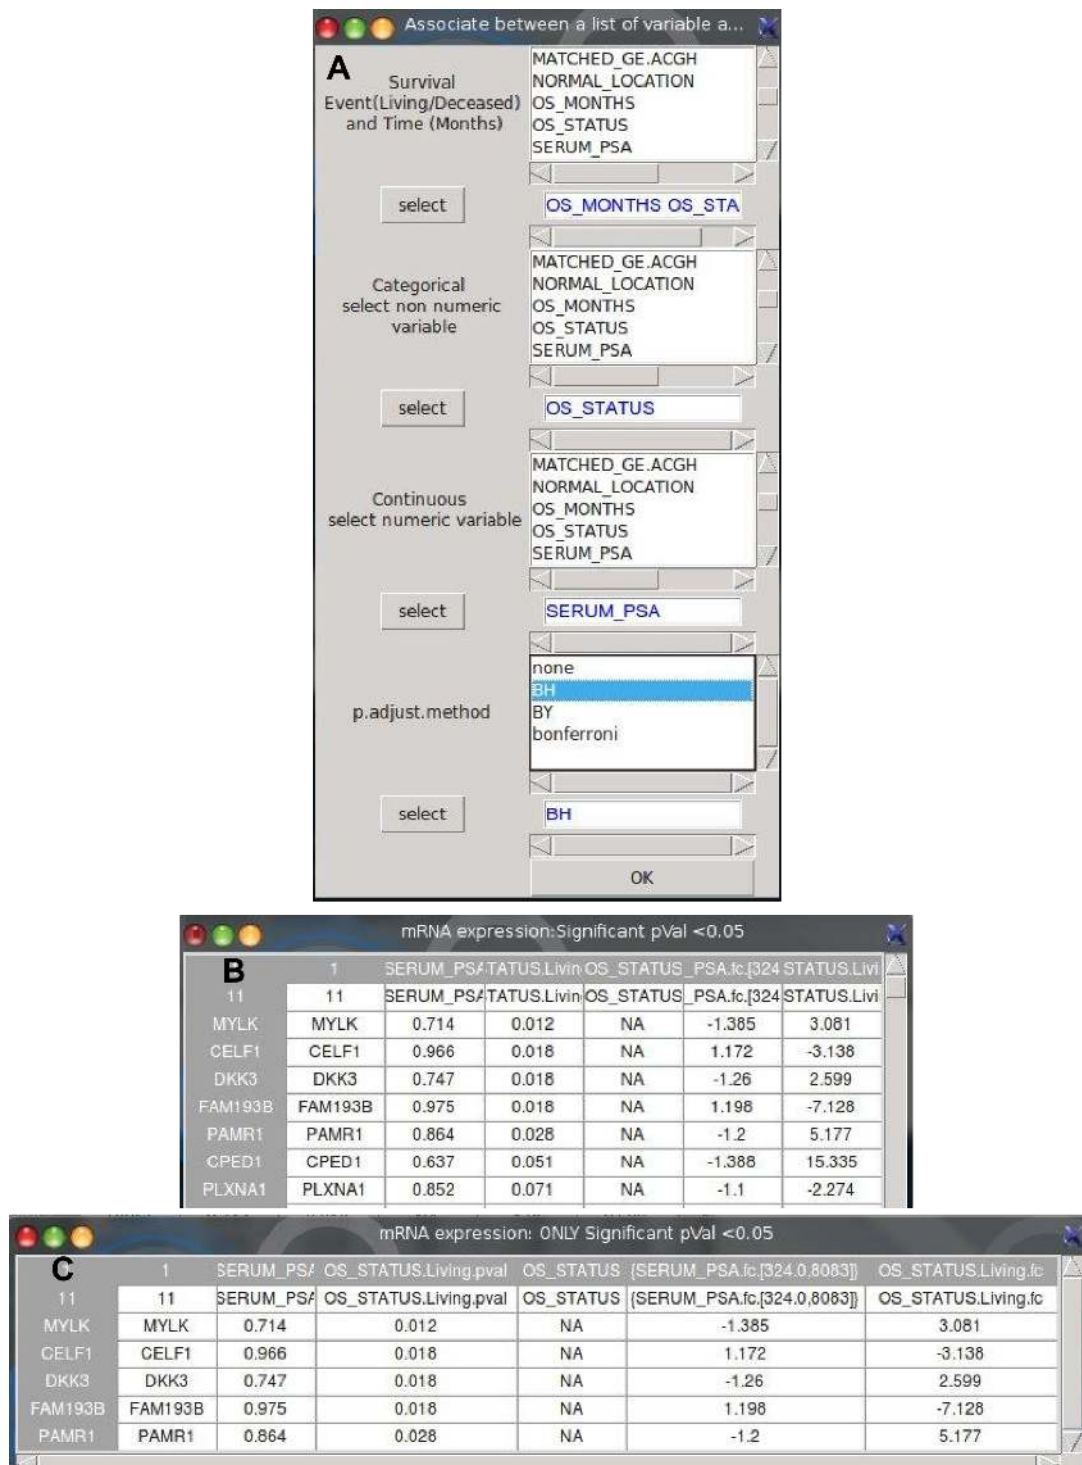 Associate between a list of variable a...
A
Survival
Event(Living/Deceased)
and Time (Months)
MATCHED_GE.ACGH
NORMAL_LOCATION
OS_MONTHS
OS_STATUS
SERUM_PSA
select
OS_MONTHS OS_STA
Categorical
select non numeric
variable
MATCHED_GE.ACGH
NORMAL_LOCATION
OS_MONTHS
OS_STATUS
SERUM_PSA
select
OS_STATUS
Continuous
select numeric variable
MATCHED_GE.ACGH
NORMAL_LOCATION
OS_MONTHS
OS_STATUS
SERUM_PSA
select
SERUM_PSA
p.adjust.method
none
BH
BY
bonferroni
select
BH
OK
mRNA expression:Significant pVal <0.05
B 1 SERUM_PSA TATUS.Livin OS_STATUS _PSA.fc.[324 STATUS.Livi
11 11 SERUM_PSA TATUS.Livin OS_STATUS _PSA.fc.[324 STATUS.Livi
MYLK MYLK 0.714 0.012 NA -1.385 3.081
CELF1 CELF1 0.966 0.018 NA 1.172 -3.138
DKK3 DKK3 0.747 0.018 NA -1.26 2.599
FAM193B FAM193B 0.975 0.018 NA 1.198 -7.128
PAMR1 PAMR1 0.864 0.028 NA -1.2 5.177
CPED1 CPED1 0.637 0.051 NA -1.388 15.335
PLXNA1 PLXNA1 0.852 0.071 NA -1.1 -2.274
mRNA expression: ONLY Significant pVal <0.05
C 1 SERUM_PSA OS_STATUS.Living.pval OS_STATUS {SERUM_PSA.fc.[324.0,8083]} OS_STATUS.Living.fc
11 11 SERUM_PSA OS_STATUS.Living.pval OS_STATUS {SERUM_PSA.fc.[324.0,8083]} OS_STATUS.Living.fc
MYLK MYLK 0.714 0.012 NA -1.385 3.081
CELF1 CELF1 0.966 0.018 NA 1.172 -3.138
DKK3 DKK3 0.747 0.018 NA -1.26 2.599
FAM193B FAM193B 0.975 0.018 NA 1.198 -7.128
PAMR1 PAMR1 0.864 0.028 NA -1.2 5.177